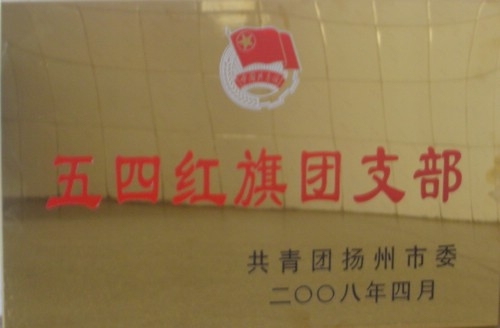 五四红旗团支部
共青团扬州市委
二〇〇八年四月